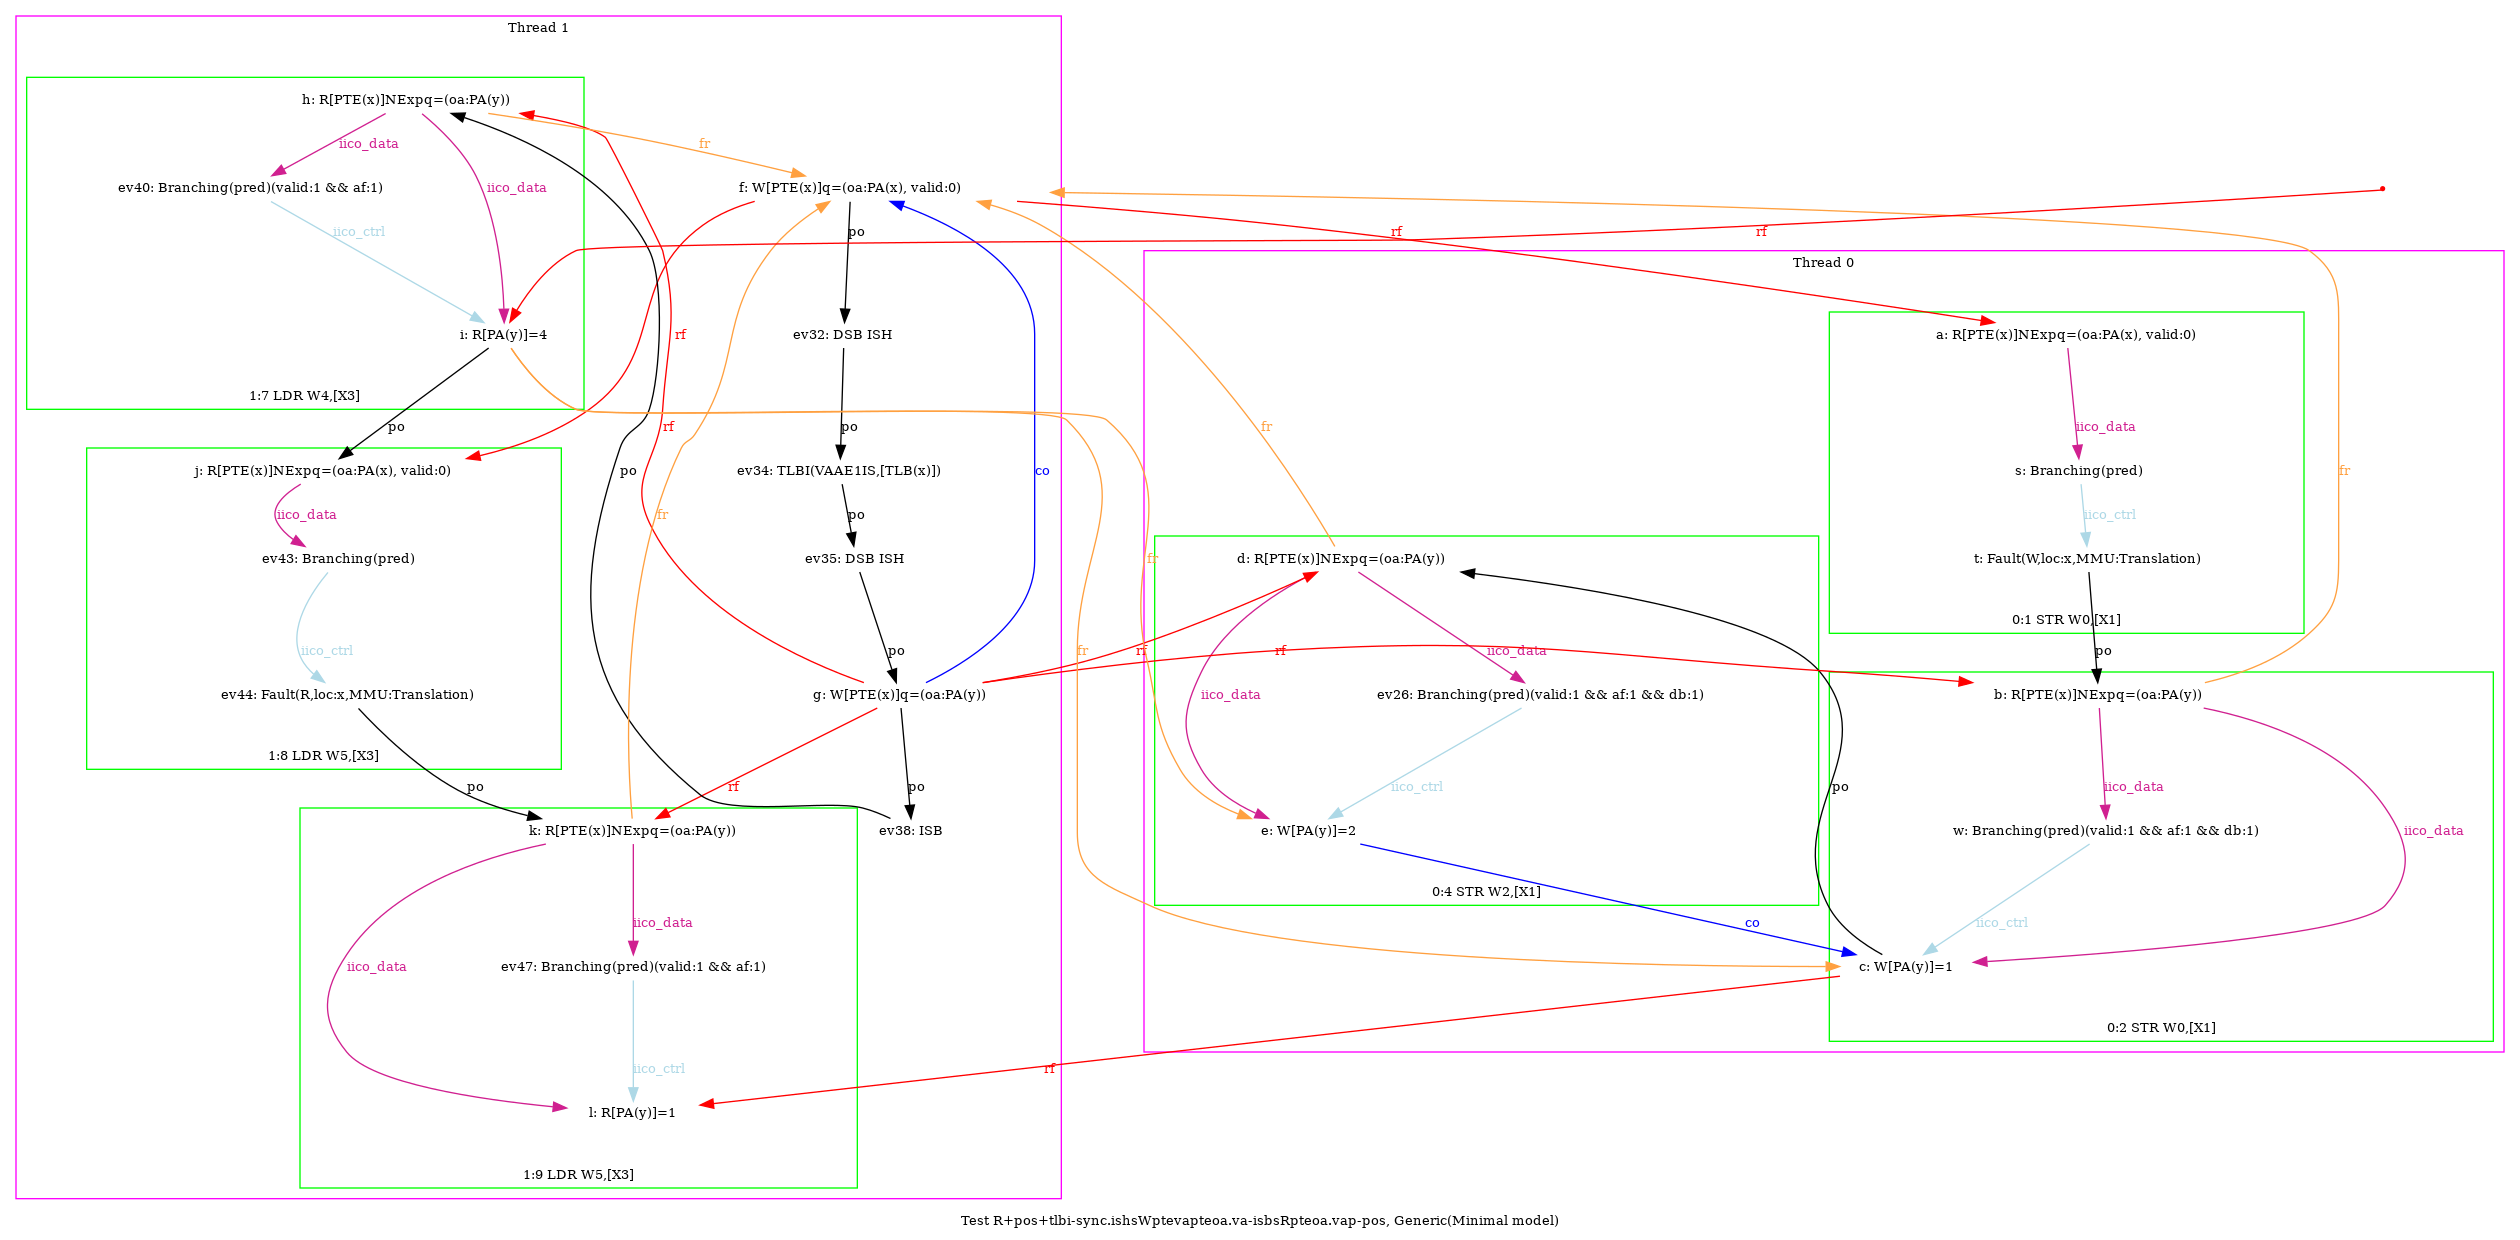 Thread 1
h: R[PTE(x)]NExpq=(oa:PA(y))
iico_data
fr
ev40: Branching(pred)(valid:1 && af:1)
iico_data
f: W[PTE(x)]q=(oa:PA(x), valid:0)
iico_ctrl
po
rf
rf
Thread 0
i: R[PA(y)]=4
rf
ev32: DSB ISH
a: R[PTE(x)]NExpq=(oa:PA(x), valid:0)
1:7 LDR W4,[X3]
po
rf
po
fr
iico_data
j: R[PTE(x)]NExpq=(oa:PA(x), valid:0)
po
ev34: TLBI(VAAE1IS,[TLB(x)])
co
s: Branching(pred)
fr
iico_data
fr
po
iico_ctrl
ev43: Branching(pred)
ev35: DSB ISH
fr
d: R[PTE(x)]NExpq=(oa:PA(y))
t: Fault(W,loc:x,MMU:Translation)
0:1 STR W0,[X1]
iico_ctrl
po
fr
rf
rf
iico_data
po
ev44: Fault(R,loc:x,MMU:Translation)
g: W[PTE(x)]q=(oa:PA(y))
iico_data
ev26: Branching(pred)(valid:1 && af:1 && db:1)
b: R[PTE(x)]NExpq=(oa:PA(y))
1:8 LDR W5,[X3]
po
rf
po
iico_ctrl
po
iico_data
k: R[PTE(x)]NExpq=(oa:PA(y))
ev38: ISB
e: W[PA(y)]=2
w: Branching(pred)(valid:1 && af:1 && db:1)
iico_data
0:4 STR W2,[X1]
iico_data
co
iico_ctrl
iico_data
ev47: Branching(pred)(valid:1 && af:1)
c: W[PA(y)]=1
0:2 STR W0,[X1]
iico_ctrl
rf
l: R[PA(y)]=1
1:9 LDR W5,[X3]
Test R+pos+tlbi-sync.ishsWptevapteoa.va-isbsRpteoa.vap-pos, Generic(Minimal model)